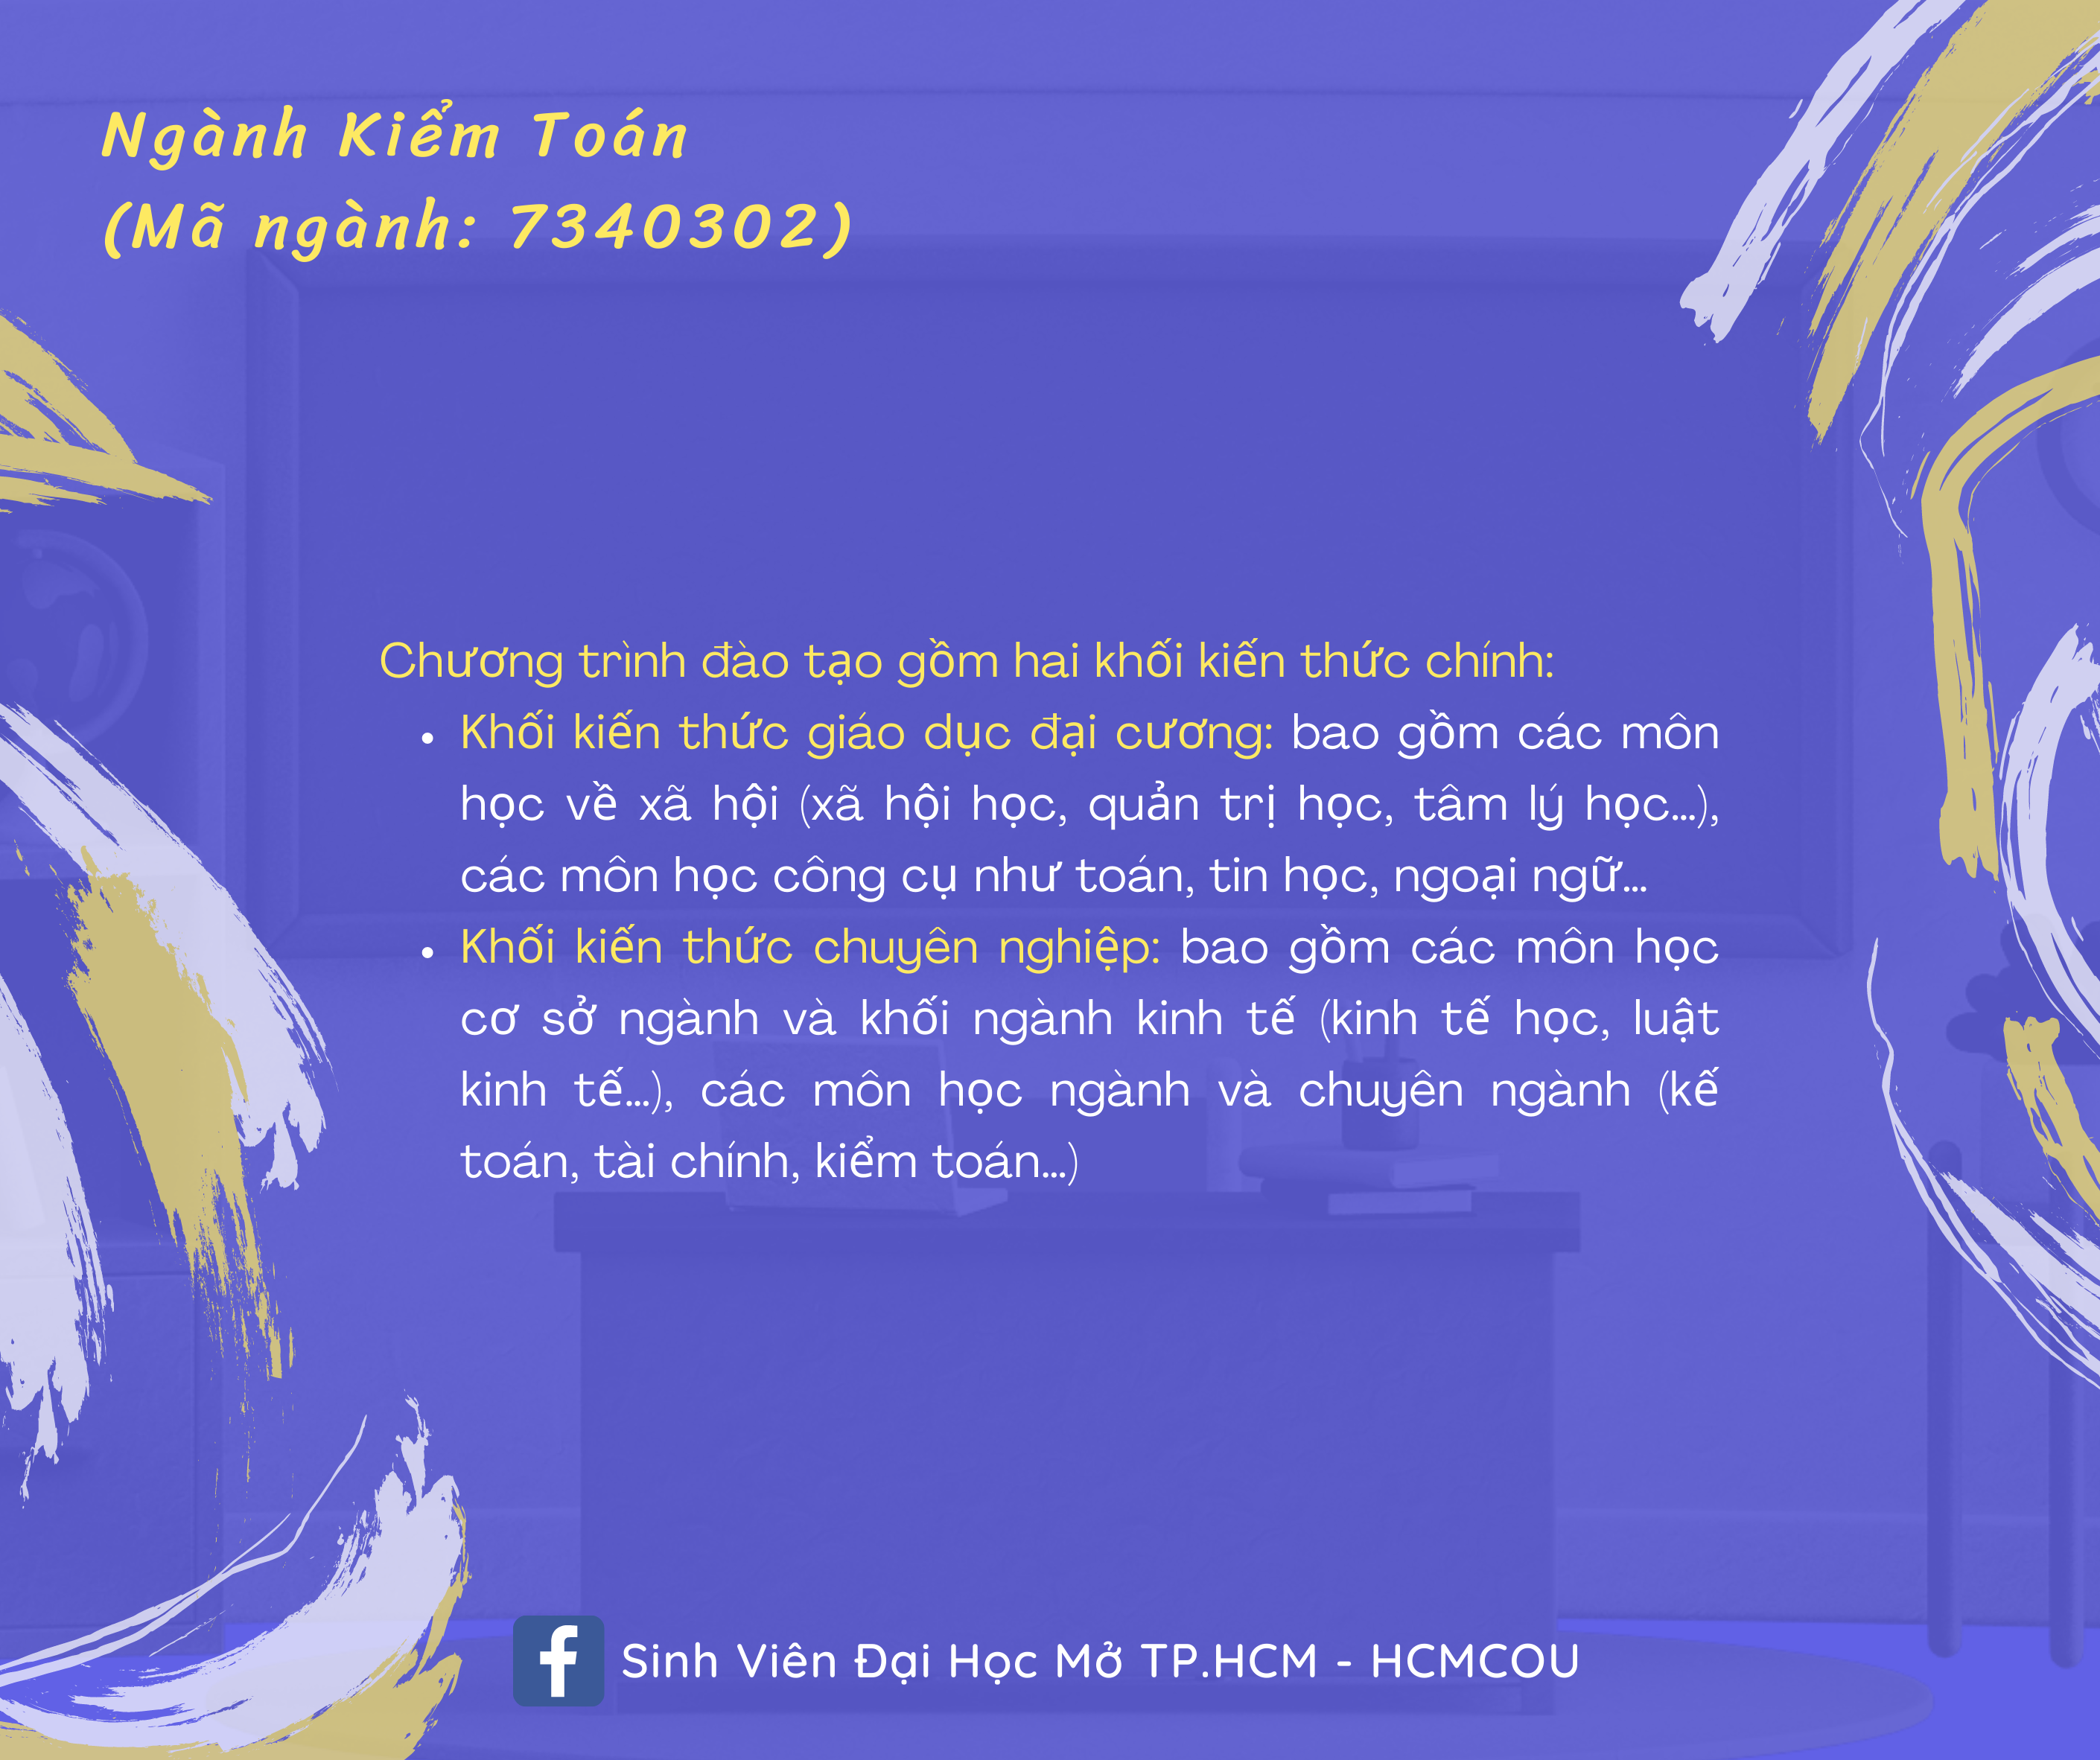 Ngành Kiểm Toán
(Mã ngành: 7340302)
Chương trình đào tạo gồm hai khối kiến thức chính:
• Khối kiến thức giáo dục đại cương: bao gồm các môn
học về xã hội (xã hội học, quản trị học, tâm lý học...),
các môn học công cụ như toán, tin học, ngoại ngữ...
• Khối kiến thức chuyên nghiệp: bao gồm các môn học
cơ sở ngành và khối ngành kinh tế (kinh tế học, luật
kinh tế...), các môn học ngành và chuyên ngành (kế
toán, tài chính, kiểm toán...)
Sinh Viên Đại Học Mở TP.HCM - HCMCOU